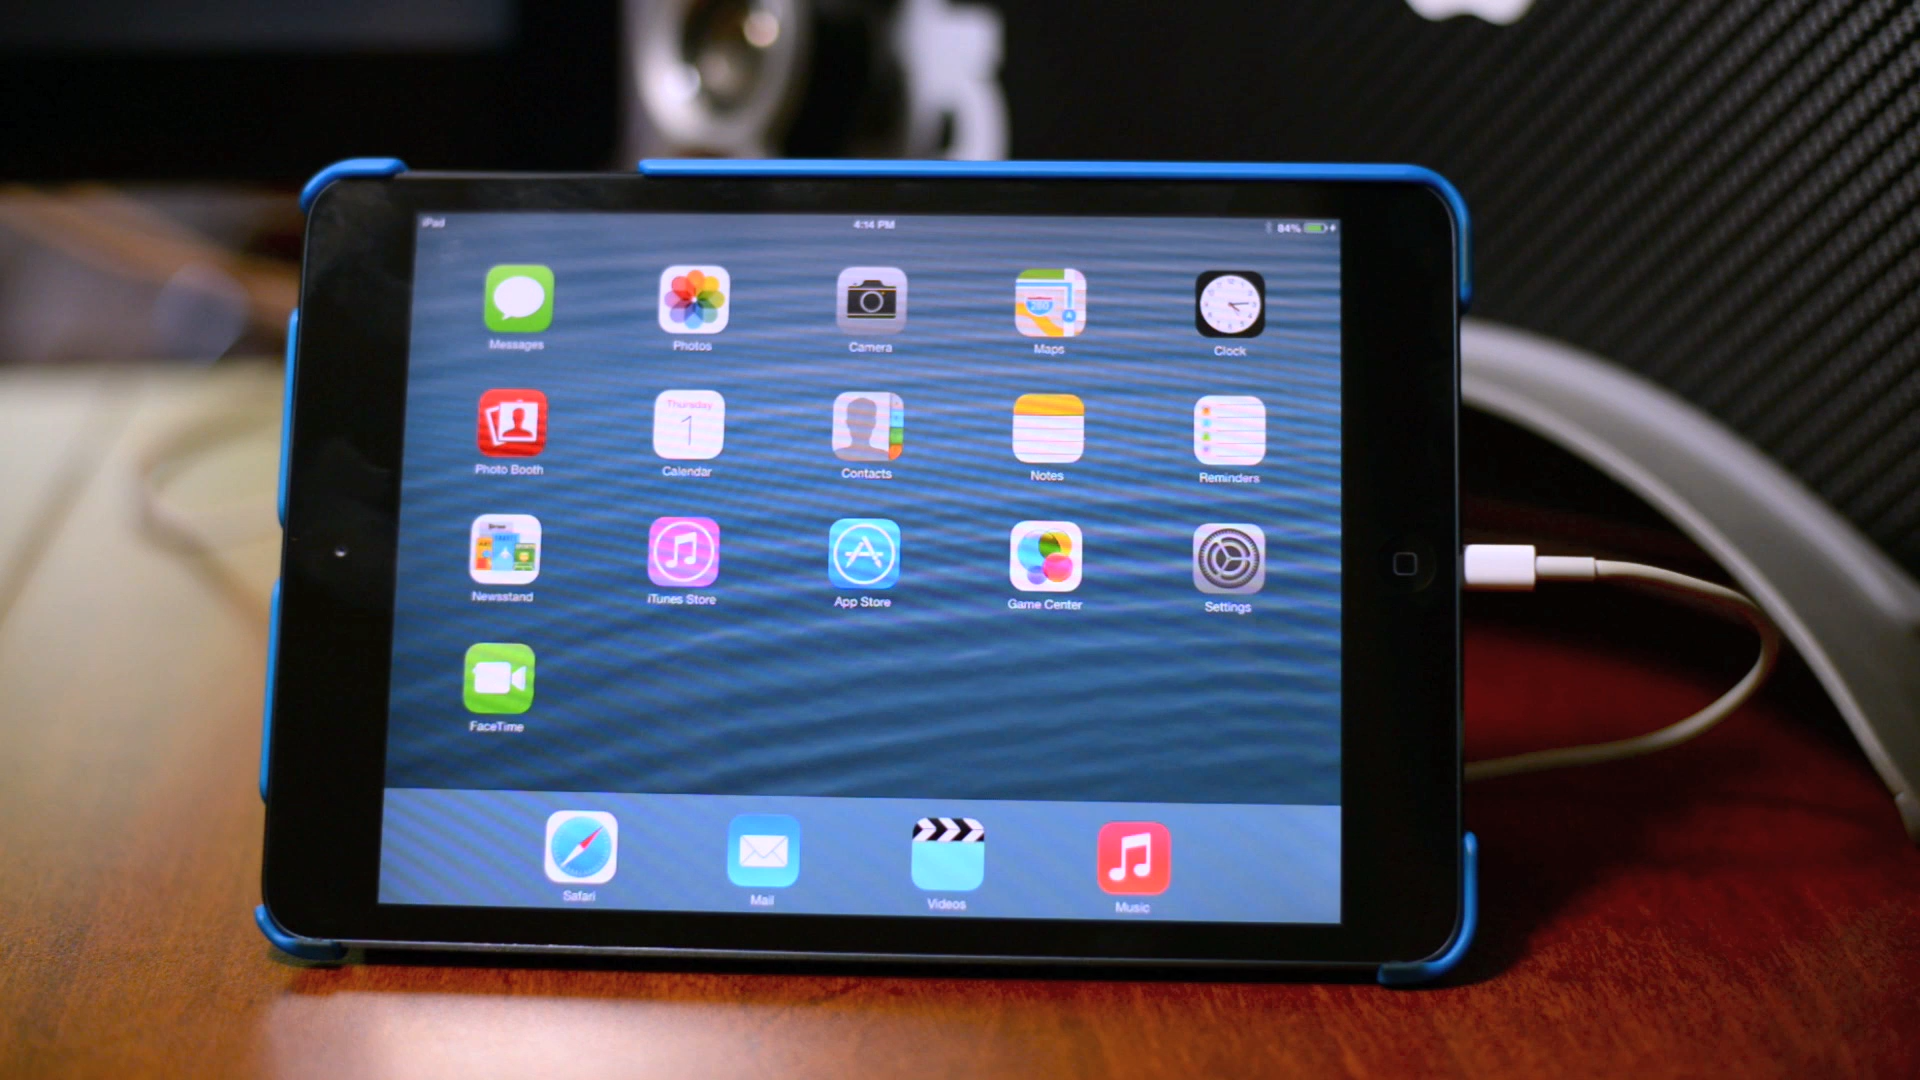 iPad 4:14 PM 84%
Messages Photos Camera Maps Clock
Thursday
1
Photo Booth Calendar Contacts Notes Reminders
Newsstand iTunes Store App Store Game Center Settings
FaceTime
Safari Mail Videos Music